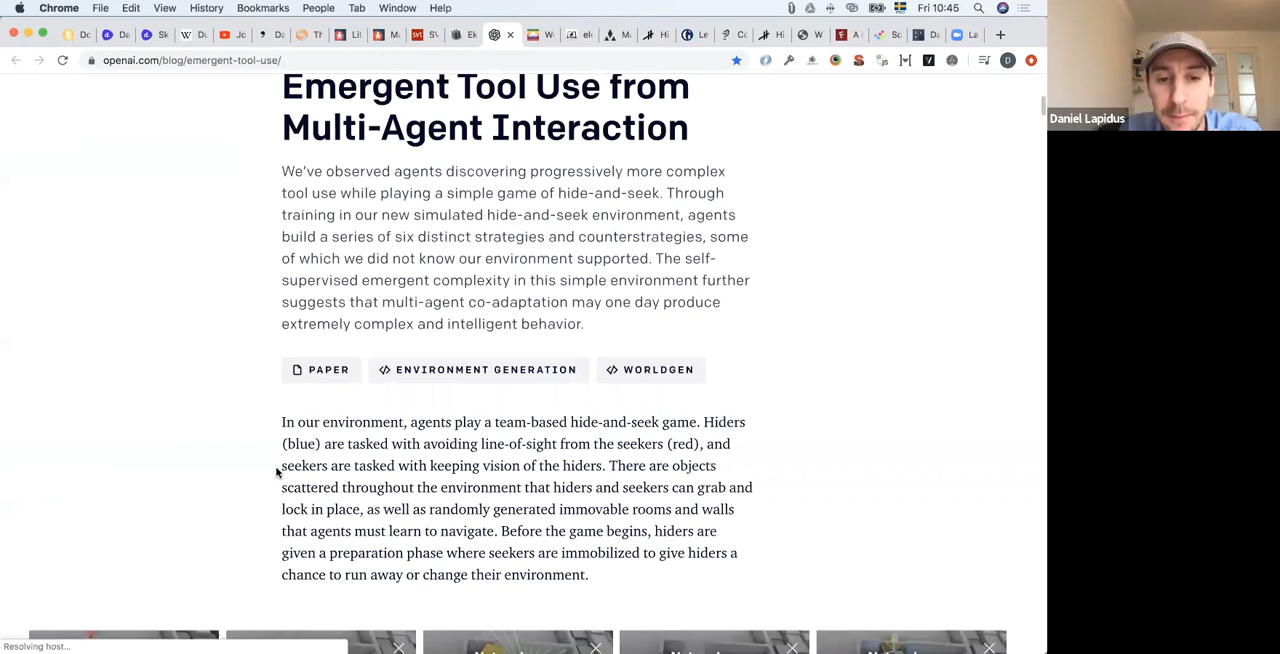 Chrome File Edit View History Bookmarks People Tab Window Help Fri 10:45
openai.com/blog/emergent-tool-use/
Emergent Tool Use from
Multi-Agent Interaction
We've observed agents discovering progressively more complex
tool use while playing a simple game of hide-and-seek. Through
training in our new simulated hide-and-seek environment, agents
build a series of six distinct strategies and counterstrategies, some
of which we did not know our environment supported. The self-
supervised emergent complexity in this simple environment further
suggests that multi-agent co-adaptation may one day produce
extremely complex and intelligent behavior.
PAPER ENVIRONMENT GENERATION WORLDGEN
In our environment, agents play a team-based hide-and-seek game. Hiders
(blue) are tasked with avoiding line-of-sight from the seekers (red), and
seekers are tasked with keeping vision of the hiders. There are objects
scattered throughout the environment that hiders and seekers can grab and
lock in place, as well as randomly generated immovable rooms and walls
that agents must learn to navigate. Before the game begins, hiders are
given a preparation phase where seekers are immobilized to give hiders a
chance to run away or change their environment.
Resolving host...
Daniel Lapidus